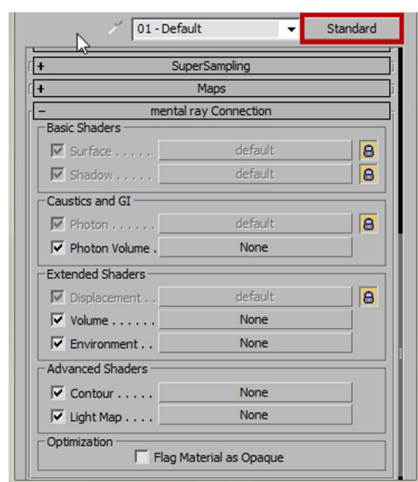 01 - Default Standard
+ SuperSampling
+ Maps
- mental ray Connection
Basic Shaders
Surface . . . . . default
Shadow . . . . . default
Caustics and GI
Photon . . . . . . default
Photon Volume . None
Extended Shaders
Displacement . . default
Volume . . . . . . None
Environment . . None
Advanced Shaders
Contour . . . . . None
Light Map . . . . None
Optimization
Flag Material as Opaque